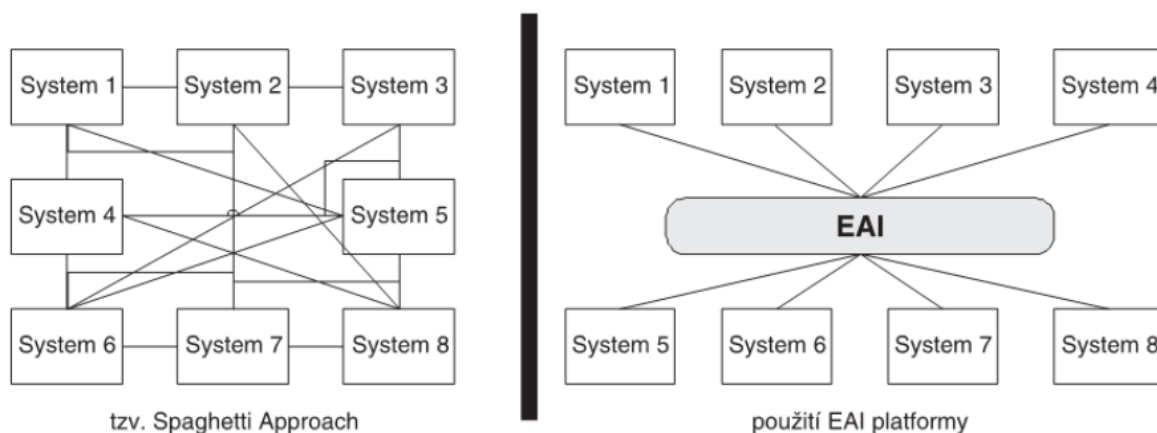 System 1 System 2 System 3
System 4 System 5
System 6 System 7 System 8
tzv. Spaghetti Approach
System 1 System 2 System 3 System 4
EAI
System 5 System 6 System 7 System 8
použití EAI platformy